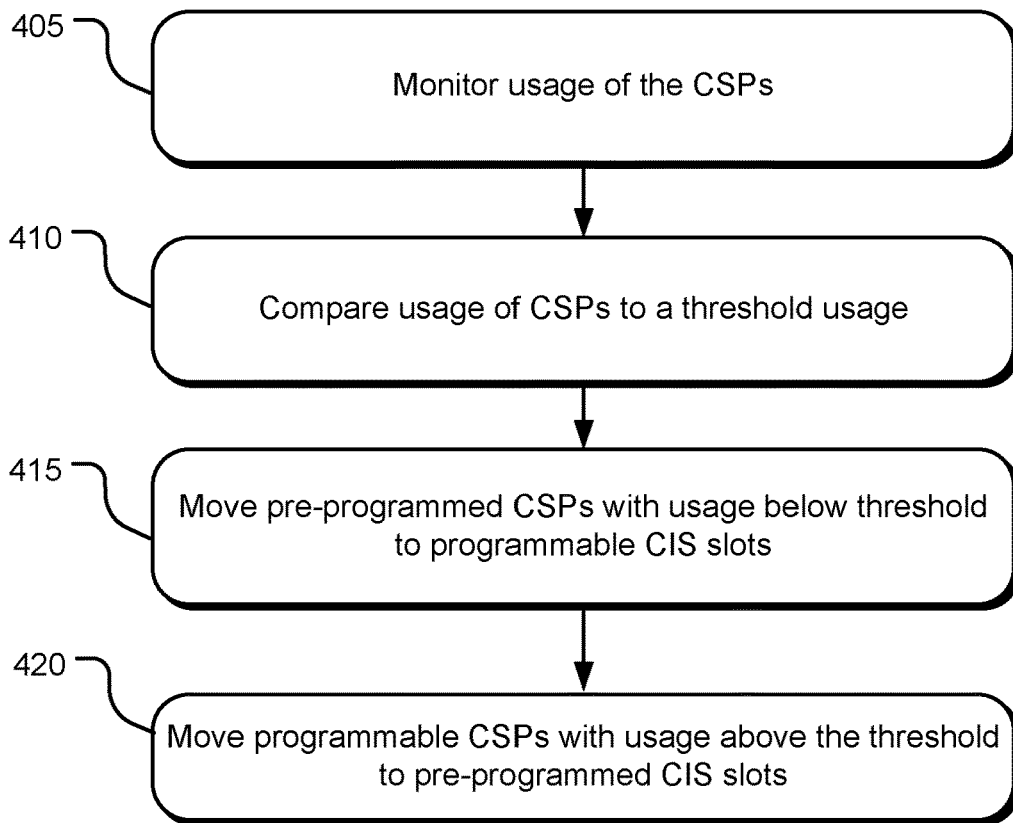 405
Monitor usage of the CSPs
410
Compare usage of CSPs to a threshold usage
415
Move pre-programmed CSPs with usage below threshold
to programmable CIS slots
420
Move programmable CSPs with usage above the threshold
to pre-programmed CIS slots